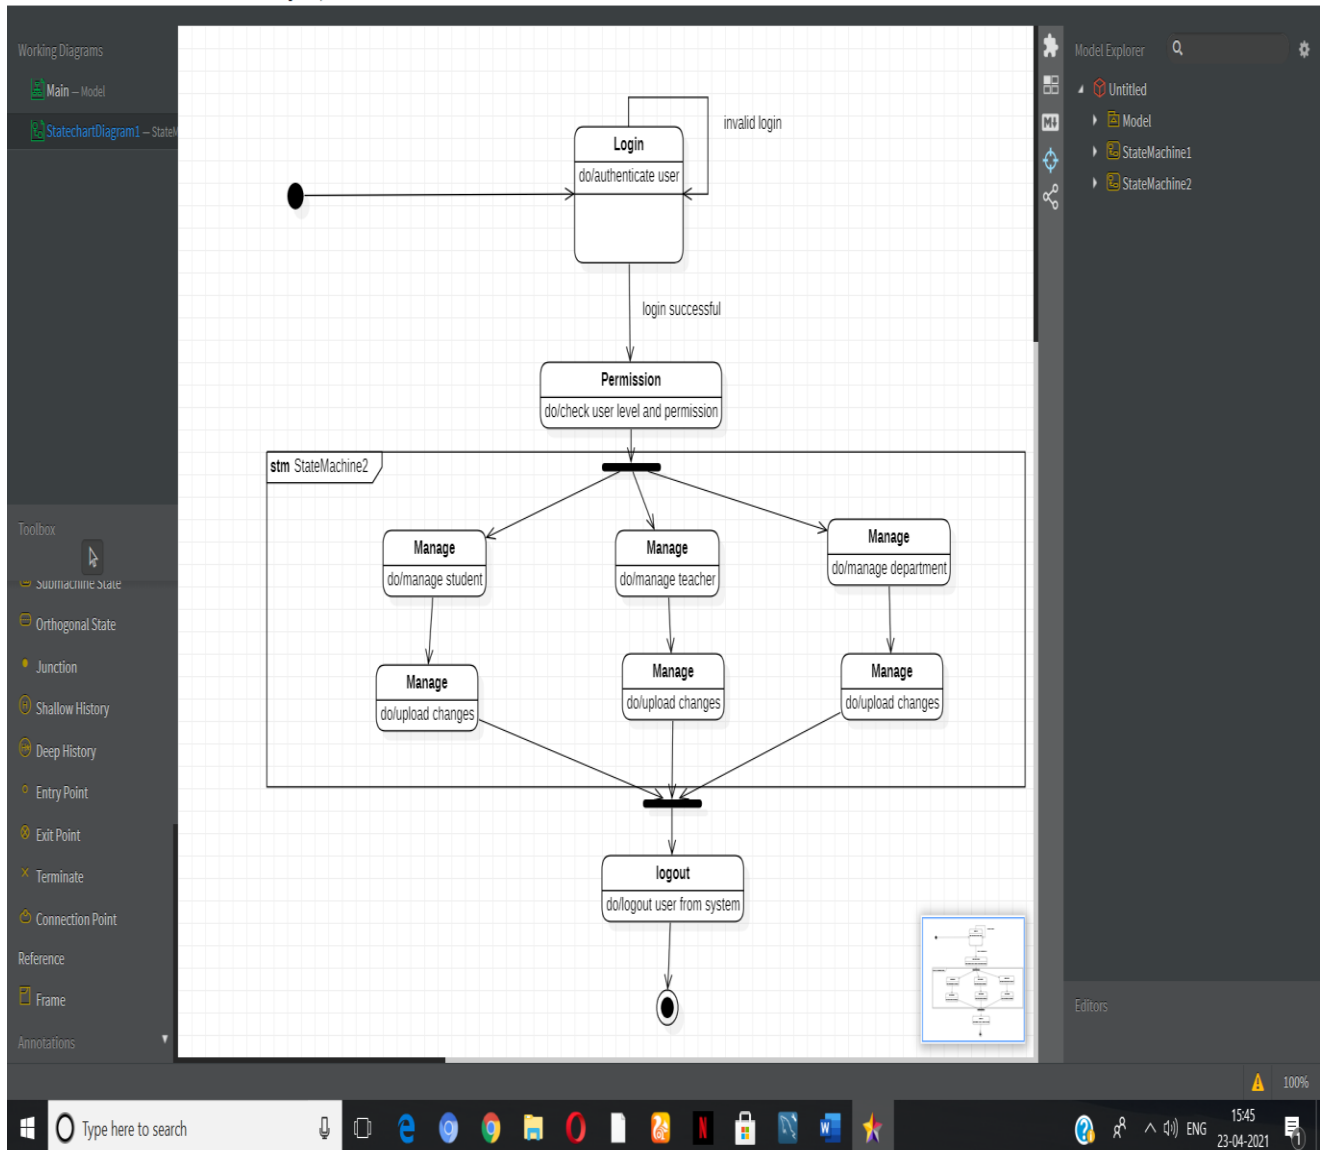 Working Diagrams
Main — Model
StatechartDiagram1 — StateM
Toolbox
Submachine State
Orthogonal State
Junction
Shallow History
Deep History
Entry Point
Exit Point
Terminate
Connection Point
Reference
Frame
Annotations
invalid login
Login
do/authenticate user
login successful
Permission
do/check user level and permission
stm StateMachine2
Manage
do/manage student
Manage
do/manage teacher
Manage
do/manage department
Manage
do/upload changes
Manage
do/upload changes
Manage
do/upload changes
logout
do/logout user from system
Model Explorer
Untitled
Model
StateMachine1
StateMachine2
Editors
100%
Type here to search
ENG
15:45
23-04-2021
1